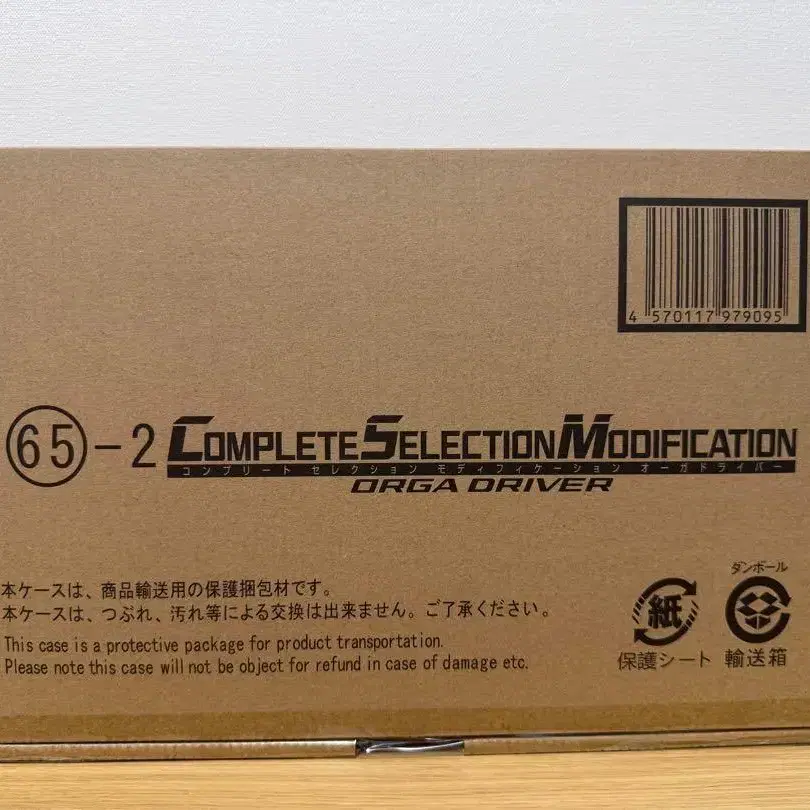 4 570117 979095
65-2 COMPLETE SELECTION MODIFICATION
コンプリート セレクション モディフィケーション オーガドライバー
ORGA DRIVER
本ケースは、商品輸送用の保護梱包材です。
本ケースは、つぶれ、汚れ等による交換は出来ません。ご了承ください。
This case is a protective package for product transportation.
Please note this case will not be object for refund in case of damage etc.
紙
保護シート
ダンボール
輸送箱